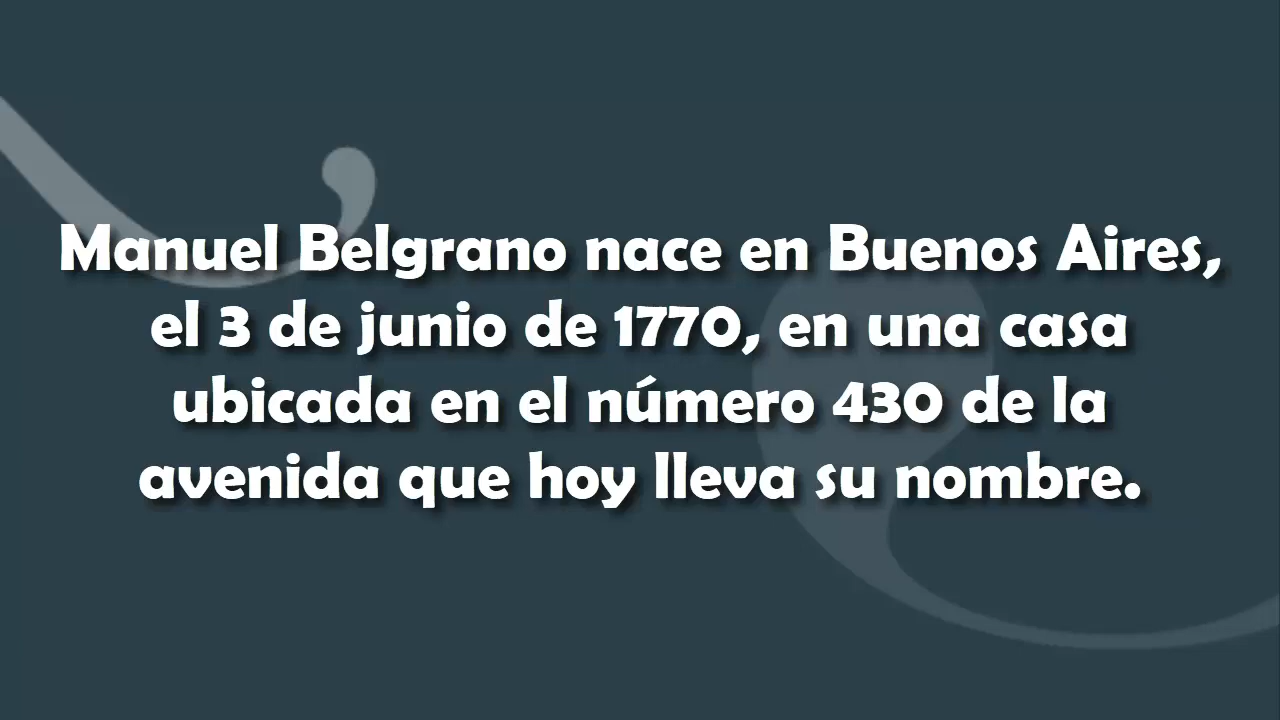 Manuel Belgrano nace en Buenos Aires,
el 3 de junio de 1770, en una casa
ubicada en el número 430 de la
avenida que hoy lleva su nombre.